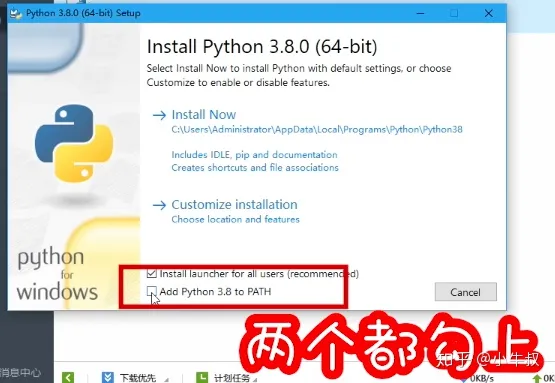 Python 3.8.0 (64-bit) Setup
Install Python 3.8.0 (64-bit)
Select Install Now to install Python with default settings, or choose
Customize to enable or disable features.
Install Now
C:\Users\Administrator\AppData\Local\Programs\Python\Python38
Includes IDLE, pip and documentation
Creates shortcuts and file associations
Customize installation
Choose location and features
python
for
windows
Install launcher for all users (recommended)
Add Python 3.8 to PATH
Cancel
两个都勾上
知乎 @小牛叔
消息中心
下载优先
计划任务
0KB/s
0KB/s